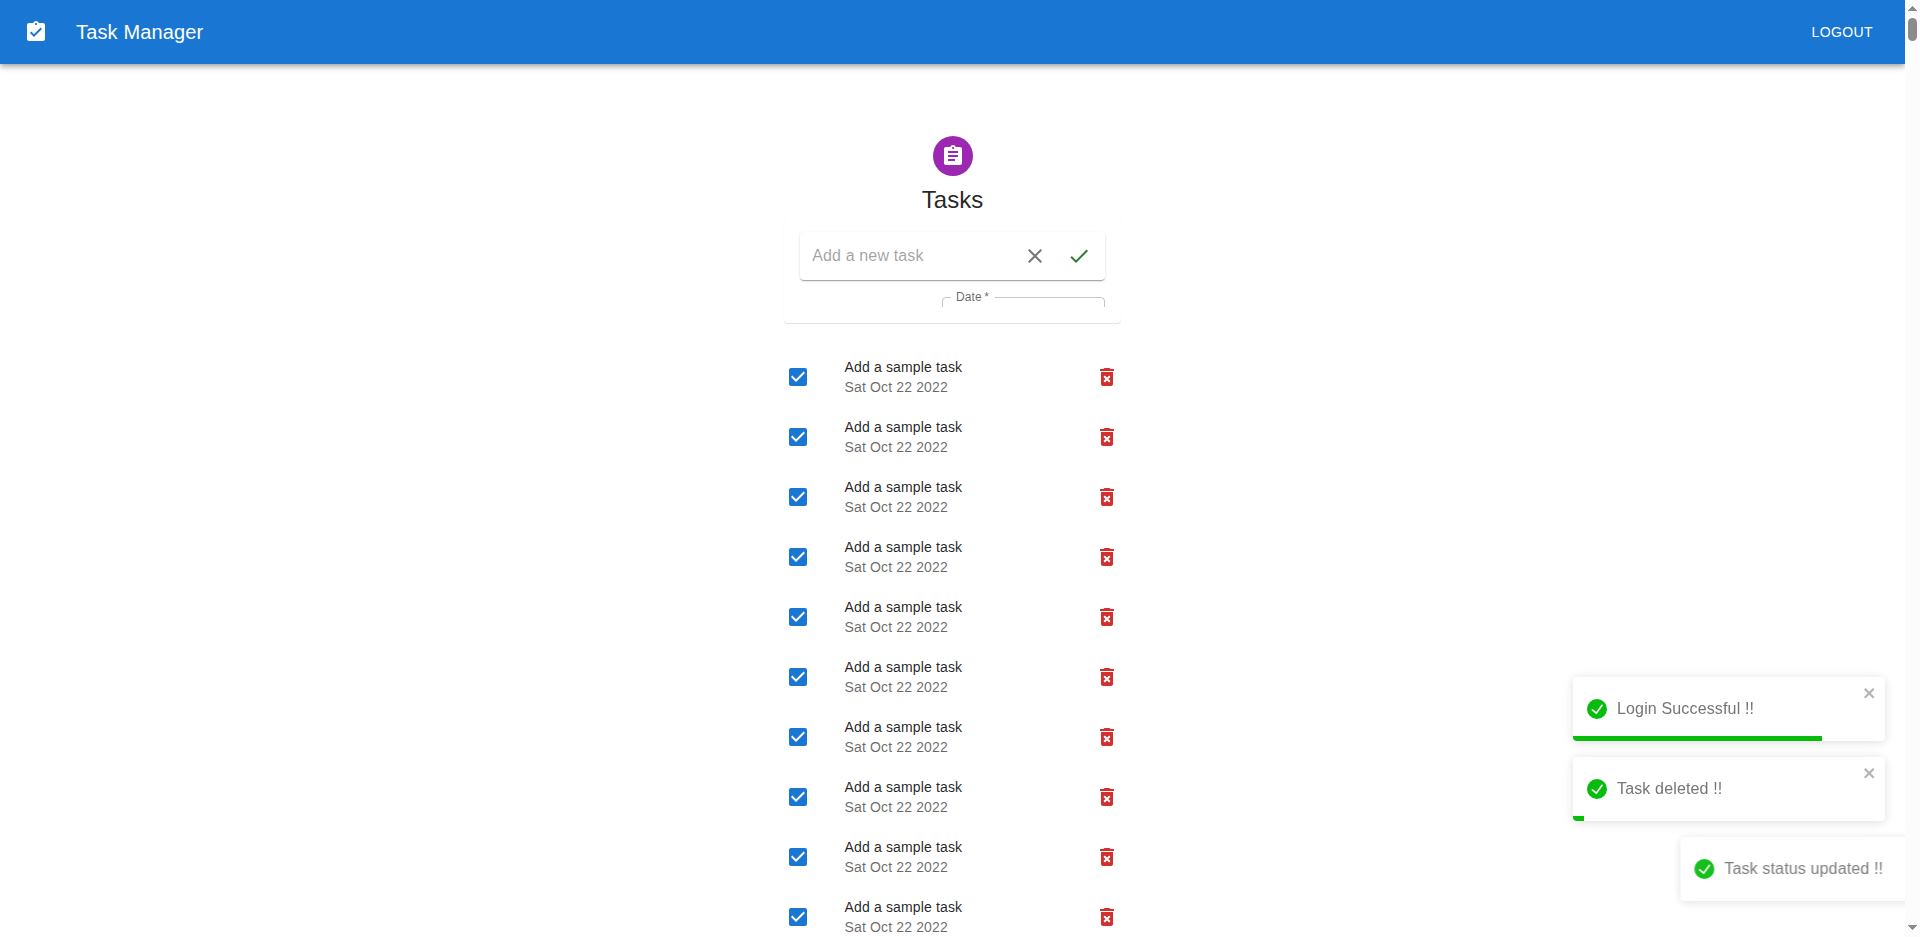 Task Manager
LOGOUT
Tasks
Add a new task
Date *
Add a sample task
Sat Oct 22 2022
Add a sample task
Sat Oct 22 2022
Add a sample task
Sat Oct 22 2022
Add a sample task
Sat Oct 22 2022
Add a sample task
Sat Oct 22 2022
Add a sample task
Sat Oct 22 2022
Add a sample task
Sat Oct 22 2022
Add a sample task
Sat Oct 22 2022
Add a sample task
Sat Oct 22 2022
Add a sample task
Sat Oct 22 2022
Login Successful !!
Task deleted !!
Task status updated !!